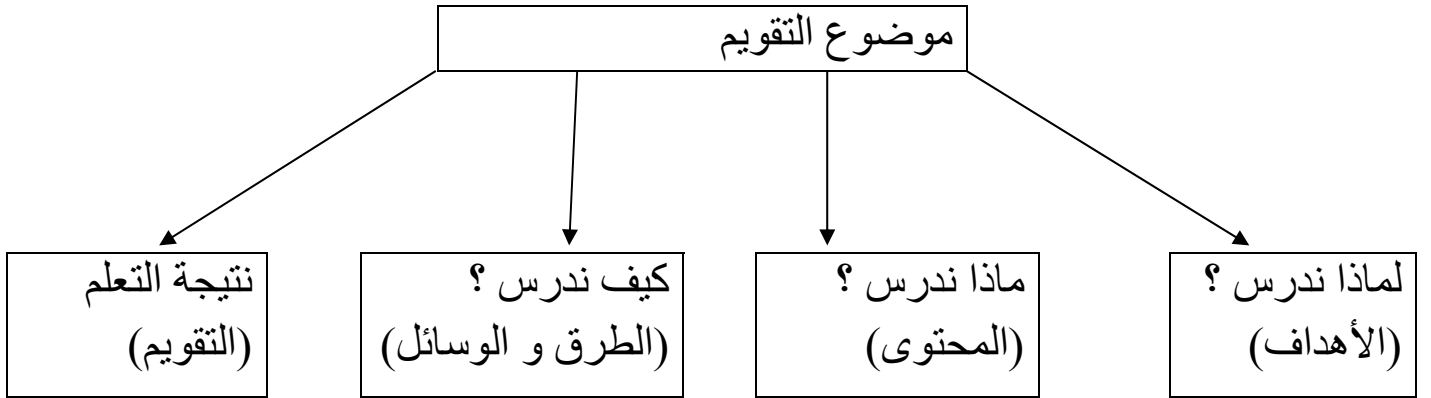 موضوع التقويم
لماذا ندرس ؟
(الأهداف)
ماذا ندرس ؟
(المحتوى)
كيف ندرس ؟
(الطرق و الوسائل)
نتيجة التعلم
(التقويم)